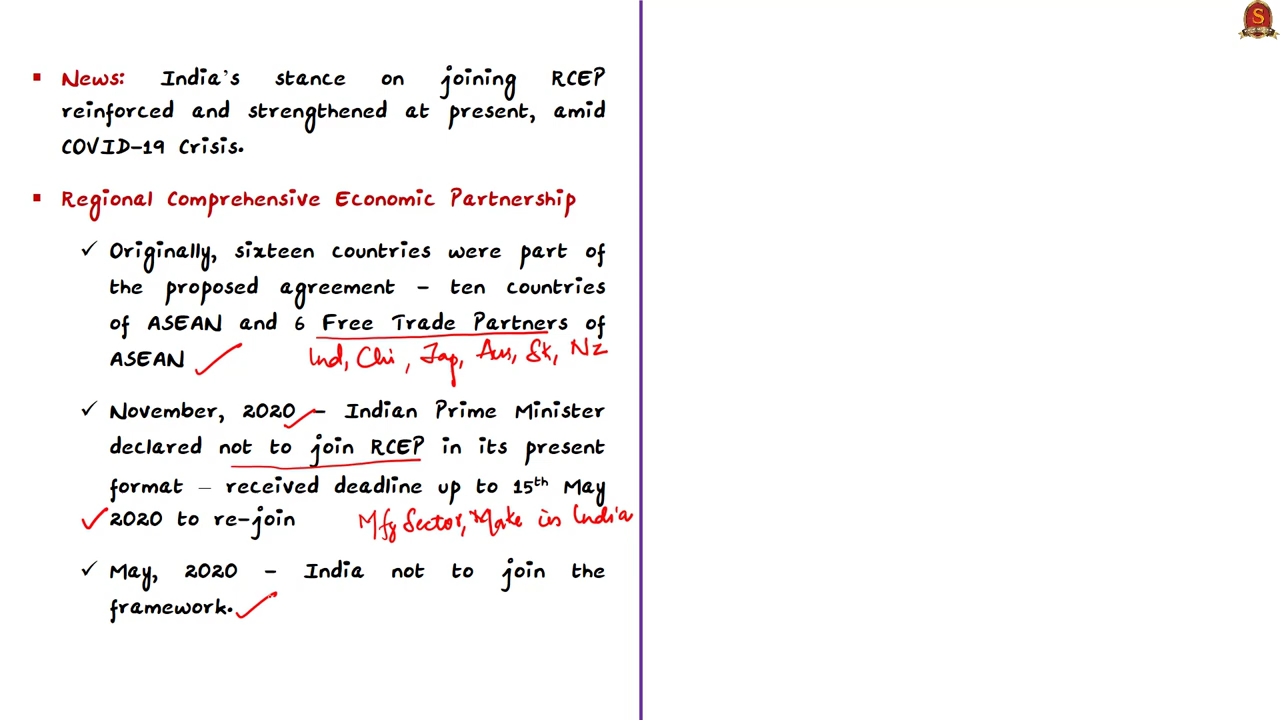 News: India's stance on joining RCEP
reinforced and strengthened at present, amid
COVID-19 Crisis.
Regional Comprehensive Economic Partnership
Originally, sixteen countries were part of
the proposed agreement – ten countries
of ASEAN and 6 Free Trade Partners of
ASEAN
Ind, Chi, Jap, Aus, Sk, Nz
November, 2020 – Indian Prime Minister
declared not to join RCEP in its present
format – received deadline up to 15th May
2020 to re-join
Mfg Sector, Make in India
May, 2020 – India not to join the
framework.
S